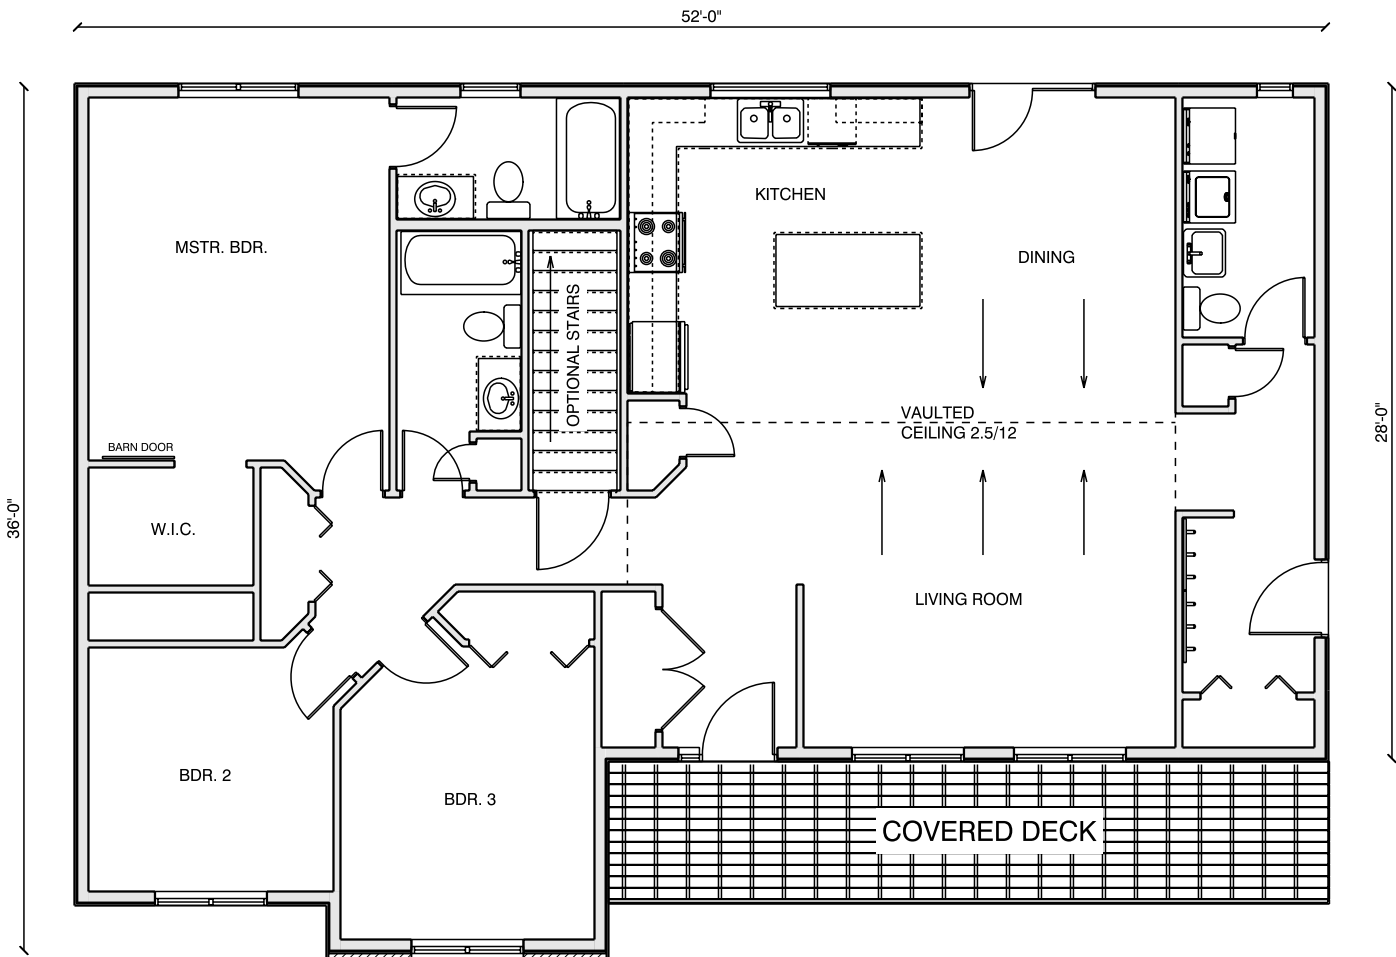 52'-0"
KITCHEN
MSTR. BDR.
DINING
OPTIONAL STAIRS
VAULTED
CEILING 2.5/12
28'-0"
BARN DOOR
36'-0"
W.I.C.
LIVING ROOM
BDR. 2
BDR. 3
COVERED DECK